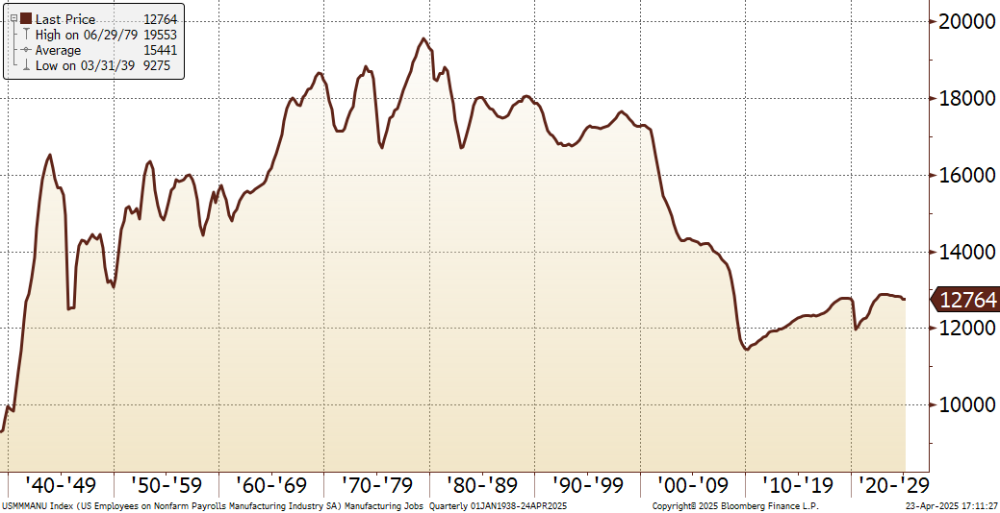 Last Price 12764
High on 06/29/79 19553
Average 15441
Low on 03/31/39 9275
20000
18000
16000
14000
12764
12000
10000
'40-'49 '50-'59 '60-'69 '70-'79 '80-'89 '90-'99 '00-'09 '10-'19 '20-'29
USMMMANU Index (US Employees on Nonfarm Payrolls Manufacturing Industry SA) Manufacturing Jobs Quarterly 01JAN1938-24APR2025 Copyright© 2025 Bloomberg Finance L.P. 23-Apr-2025 17:11:27